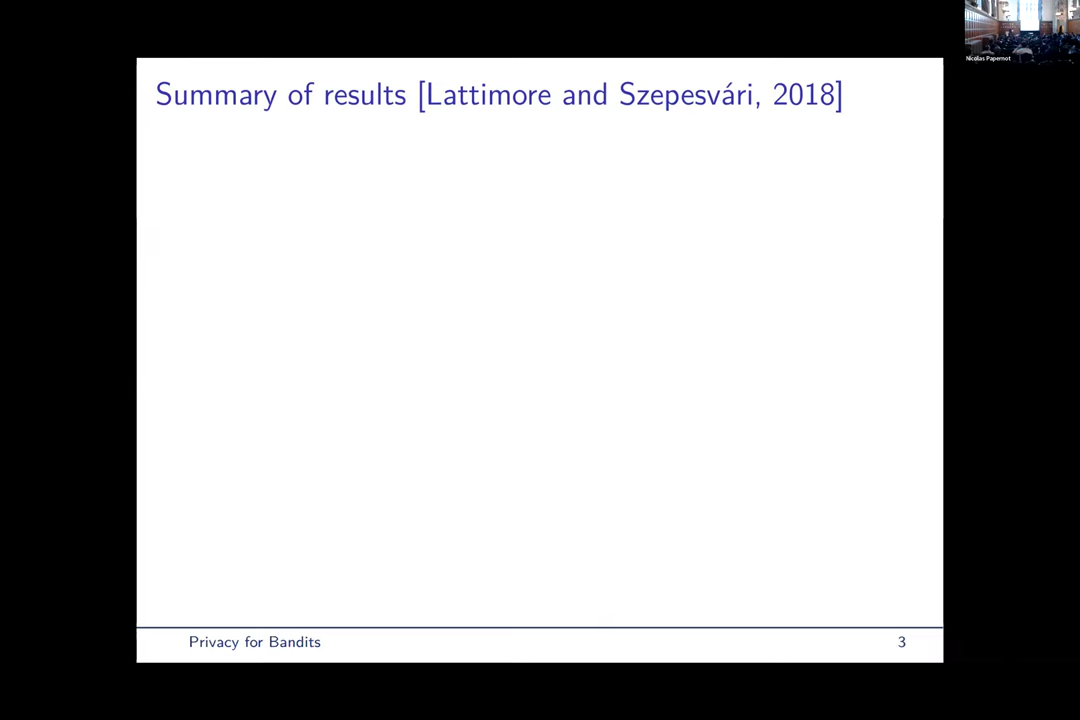 Nicolas Papernot
Summary of results [Lattimore and Szepesvári, 2018]
Privacy for Bandits
3